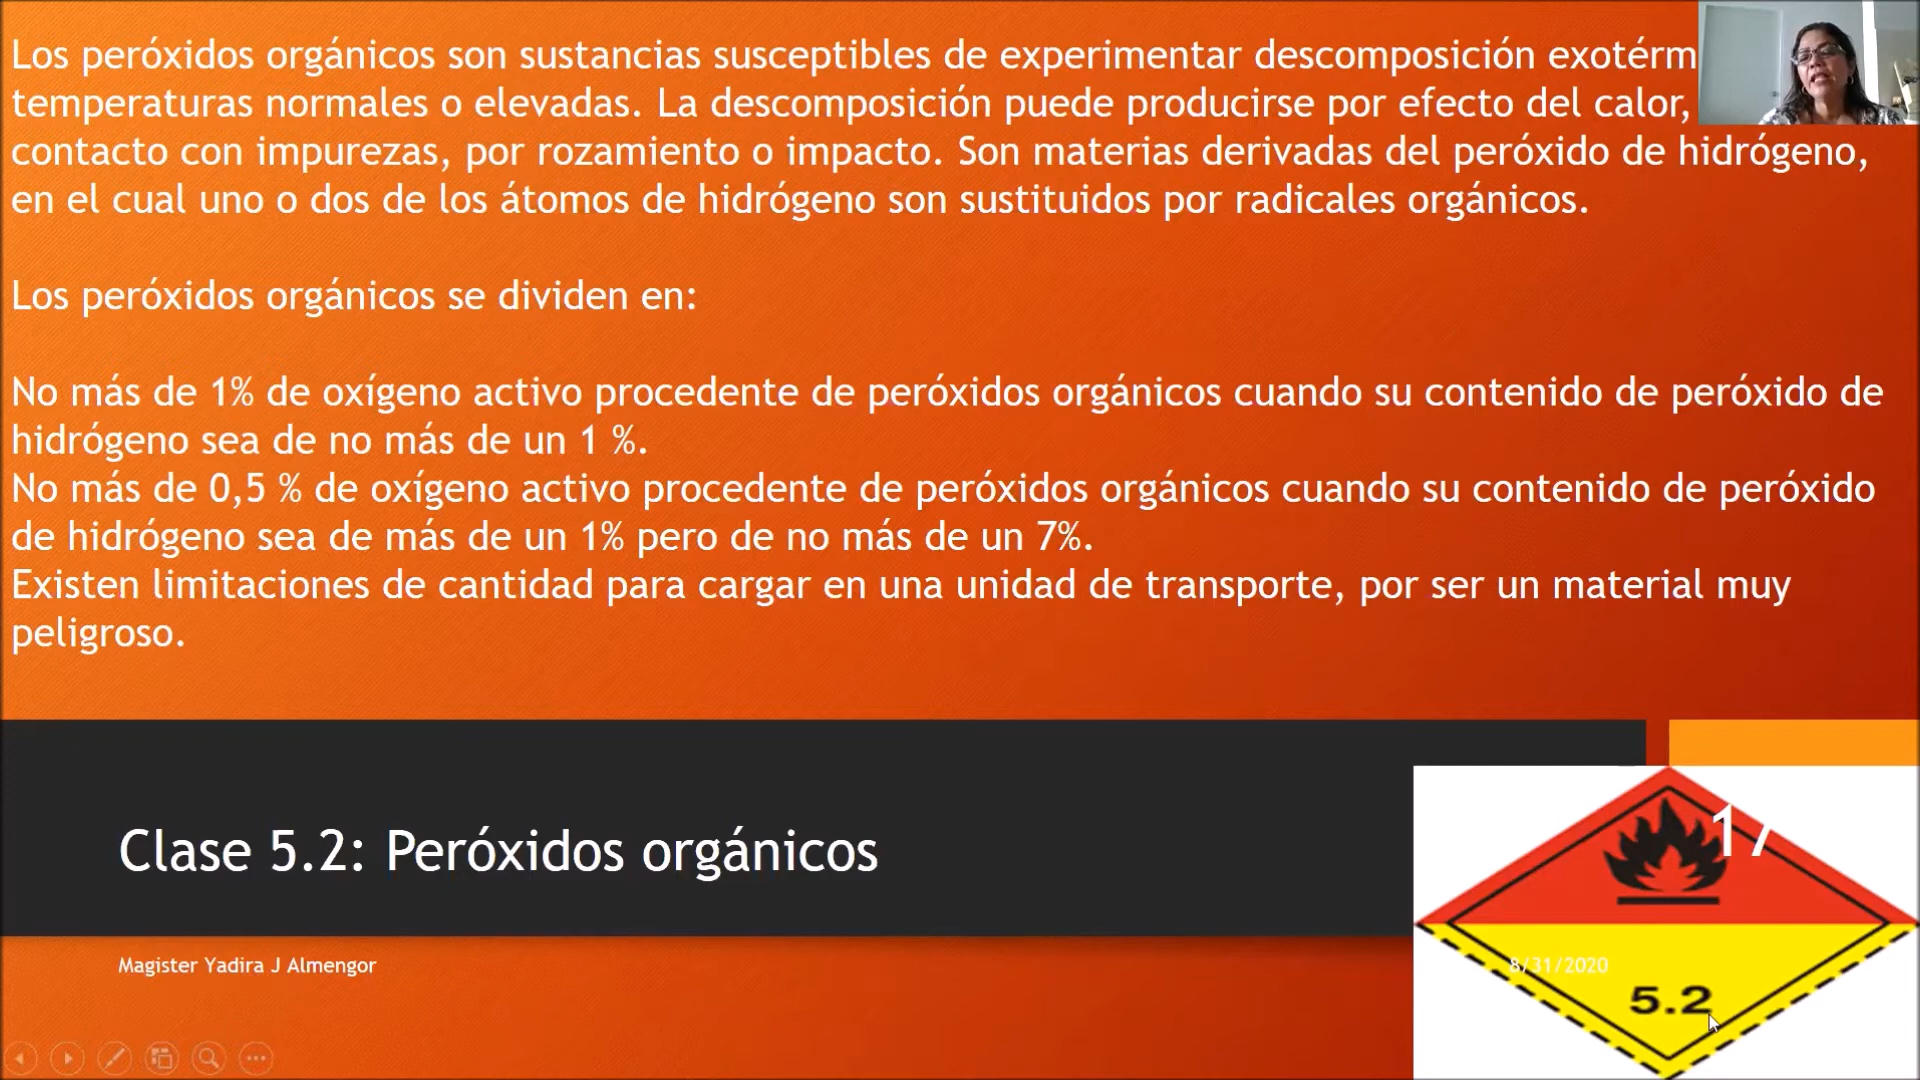 Los peróxidos orgánicos son sustancias susceptibles de experimentar descomposición exotérm
temperaturas normales o elevadas. La descomposición puede producirse por efecto del calor,
contacto con impurezas, por rozamiento o impacto. Son materias derivadas del peróxido de hidrógeno,
en el cual uno o dos de los átomos de hidrógeno son sustituidos por radicales orgánicos.
Los peróxidos orgánicos se dividen en:
No más de 1% de oxígeno activo procedente de peróxidos orgánicos cuando su contenido de peróxido de
hidrógeno sea de no más de un 1 %.
No más de 0,5 % de oxígeno activo procedente de peróxidos orgánicos cuando su contenido de peróxido
de hidrógeno sea de más de un 1% pero de no más de un 7%.
Existen limitaciones de cantidad para cargar en una unidad de transporte, por ser un material muy
peligroso.
Clase 5.2: Peróxidos orgánicos
17
Magister Yadira J Almengor
8/31/2020
5.2